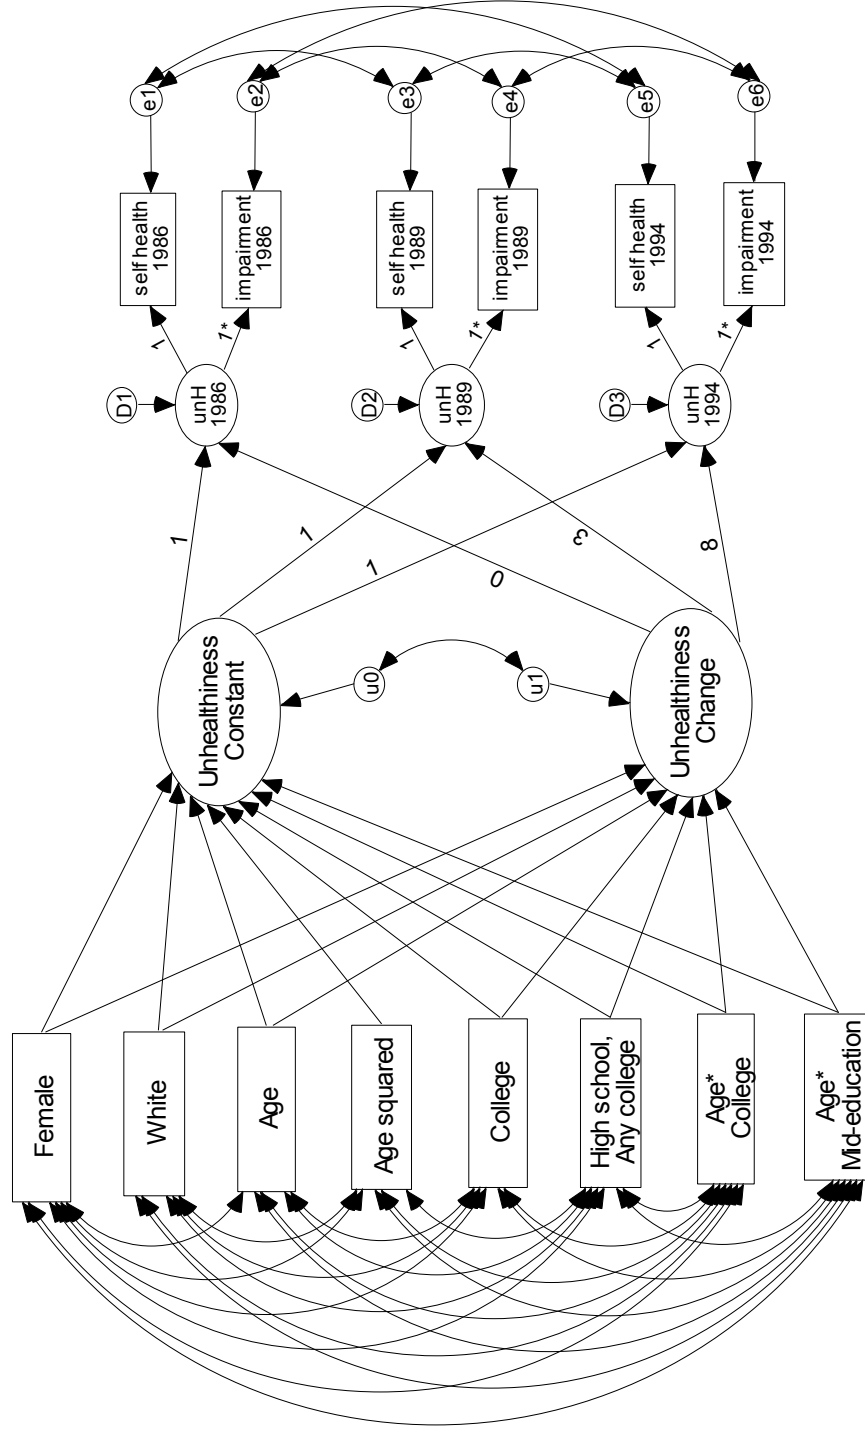 Female
White
Age
Age squared
College
High school,
Any college
Age*
College
Age*
Mid-education
Unhealthiness
Constant
u0
u1
Unhealthiness
Change
1
1
1
0
3
8
D1
unH
1986
D2
unH
1989
D3
unH
1994
1
1*
1
1*
1
1*
self health
1986
impairment
1986
self health
1989
impairment
1989
self health
1994
impairment
1994
e1
e2
e3
e4
e5
e6